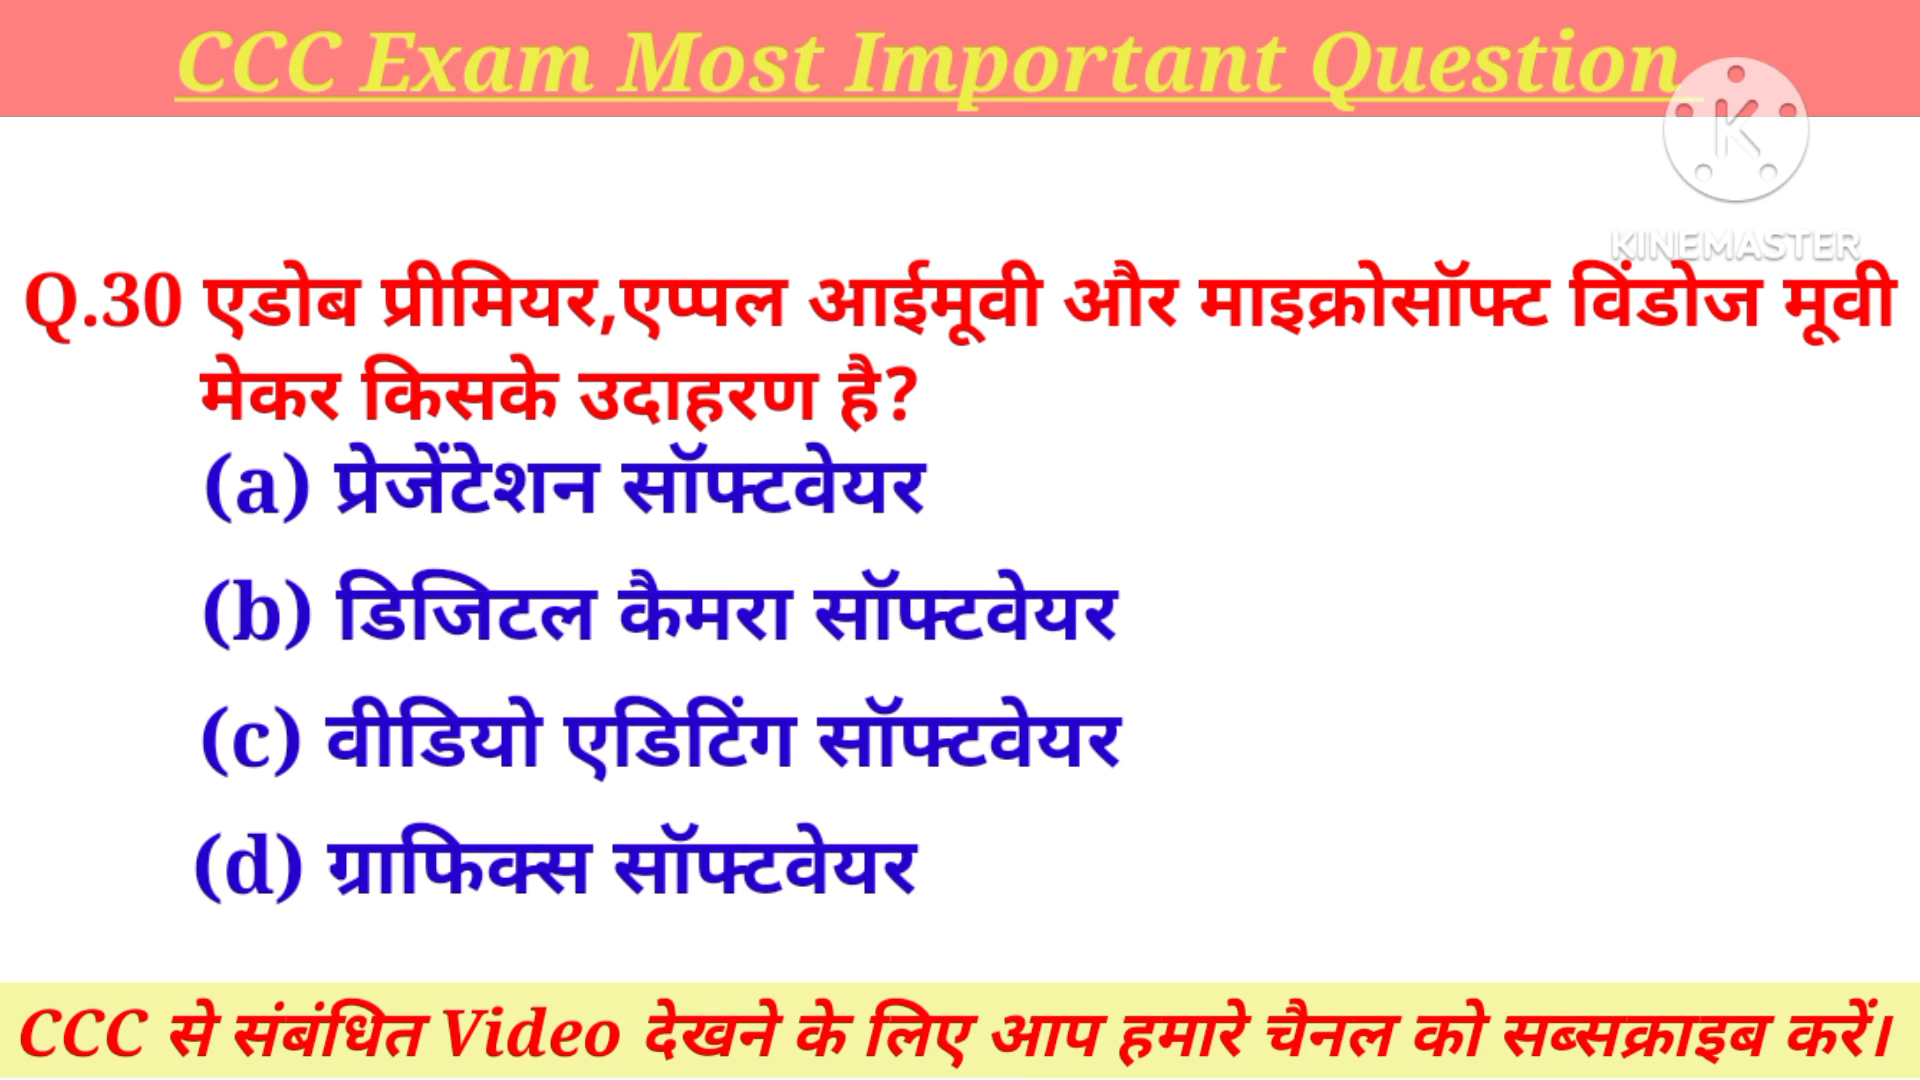 CCC Exam Most Important Question
K
KINEMASTER
Q.30 एडोब प्रीमियर,एप्पल आईमूवी और माइक्रोसॉफ्ट विंडोज मूवी
मेकर किसके उदाहरण है?
(a) प्रेजेंटेशन सॉफ्टवेयर
(b) डिजिटल कैमरा सॉफ्टवेयर
(c) वीडियो एडिटिंग सॉफ्टवेयर
(d) ग्राफिक्स सॉफ्टवेयर
CCC से संबंधित Video देखने के लिए आप हमारे चैनल को सब्सक्राइब करें।